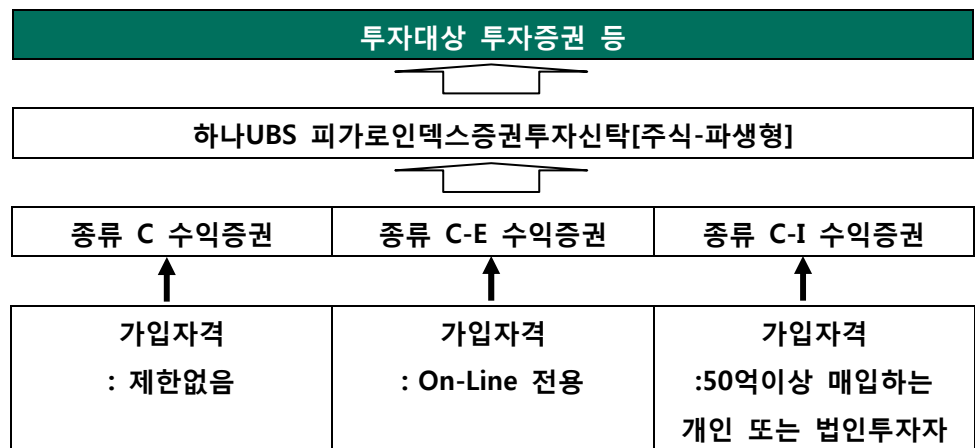 투자대상 투자증권 등
하나UBS 피가로인덱스증권투자신탁[주식-파생형]
종류 C 수익증권
종류 C-E 수익증권
종류 C-I 수익증권
가입자격
: 제한없음
가입자격
: On-Line 전용
가입자격
:50억이상 매입하는
개인 또는 법인투자자